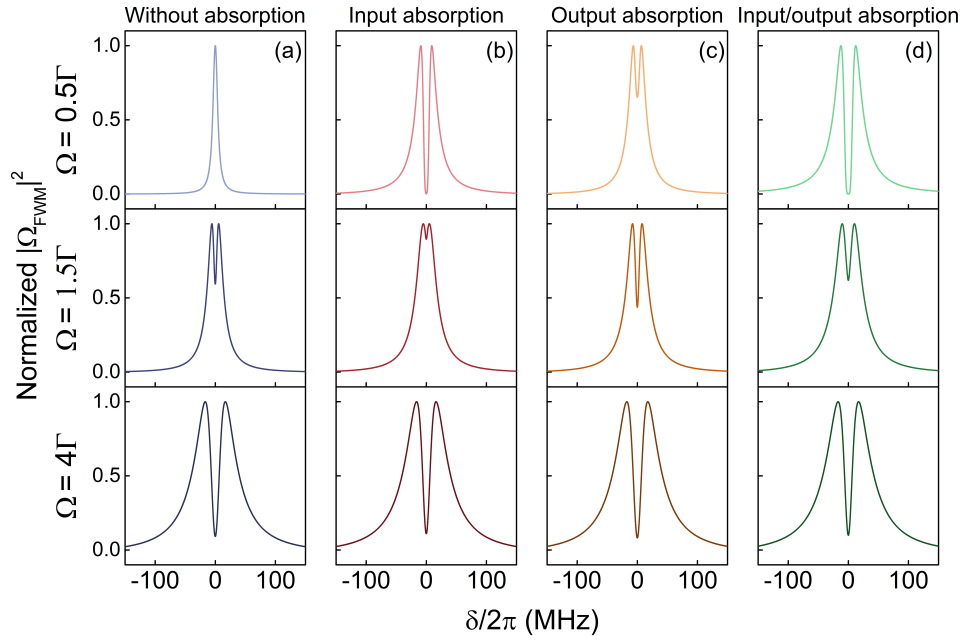 Without absorption
Input absorption
Output absorption
Input/output absorption
Normalized |Ω_FWM|²
Ω = 0.5Γ
1.0
0.5
0.0
(a)
(b)
(c)
(d)
Ω = 1.5Γ
1.0
0.5
0.0
Ω = 4Γ
1.0
0.5
0.0
-100 0 100
-100 0 100
-100 0 100
-100 0 100
δ/2π (MHz)